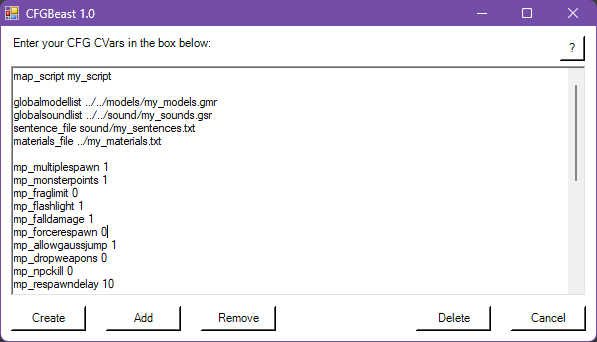 CFGBeast 1.0
Enter your CFG CVars in the box below:
?
map_script my_script
globalmodellist ../../models/my_models.gmr
globalsoundlist ../../sound/my_sounds.gsr
sentence_file sound/my_sentences.txt
materials_file ../my_materials.txt
mp_multiplespawn 1
mp_monsterpoints 1
mp_fraglimit 0
mp_flashlight 1
mp_falldamage 1
mp_forcerespawn 0
mp_allowgaussjump 1
mp_dropweapons 0
mp_npckill 0
mp_respawndelay 10
Create Add Remove Delete Cancel